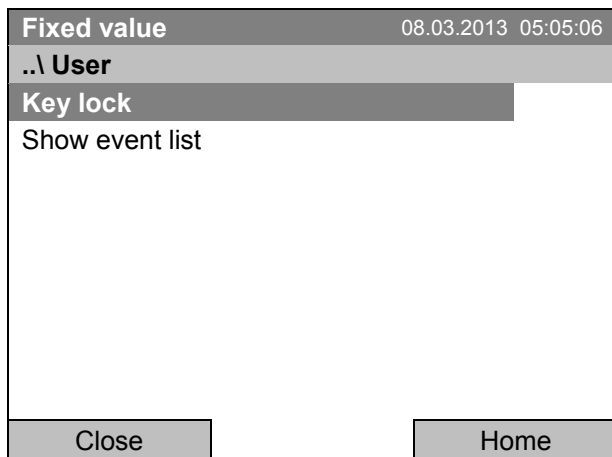 Fixed value 08.03.2013 05:05:06
..\ User
Key lock
Show event list
Close Home